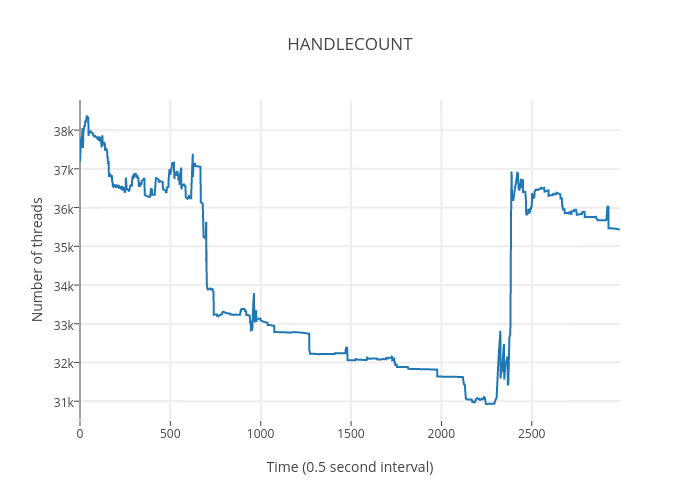 HANDLECOUNT
Number of threads
38k
37k
36k
35k
34k
33k
32k
31k
0 500 1000 1500 2000 2500
Time (0.5 second interval)